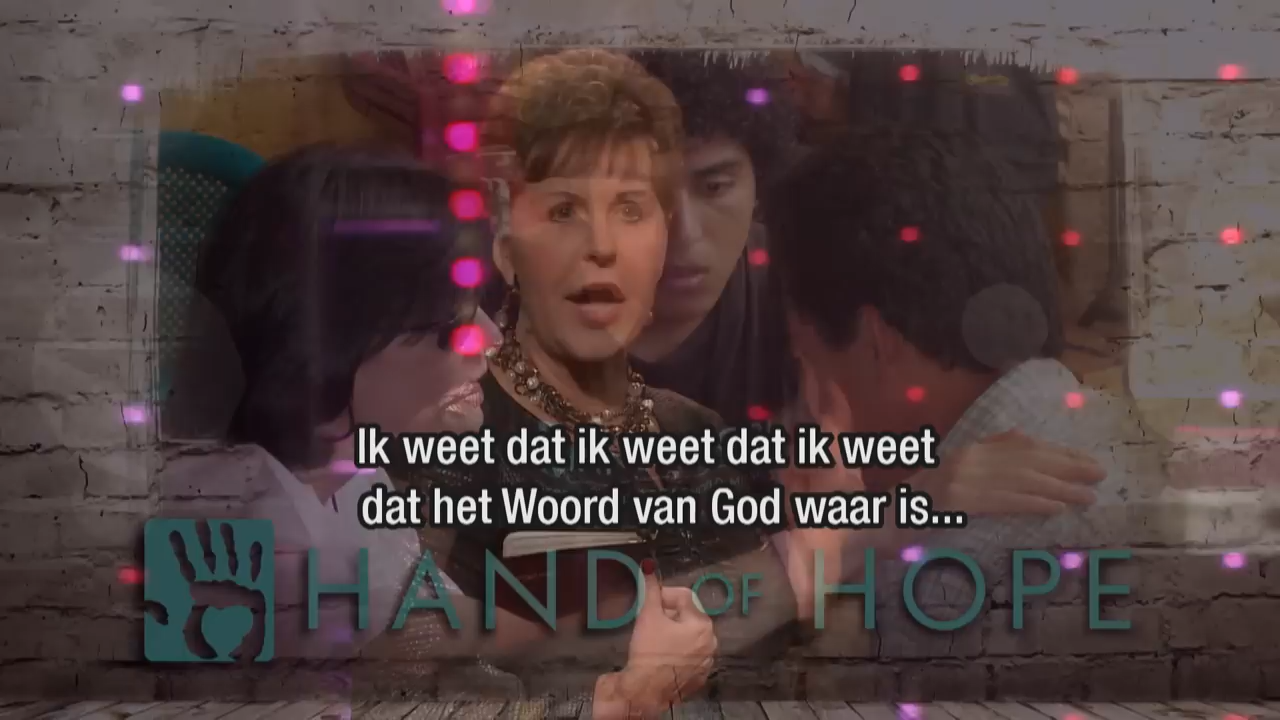 Ik weet dat ik weet dat ik weet
dat het Woord van God waar is...
HAND OF HOPE